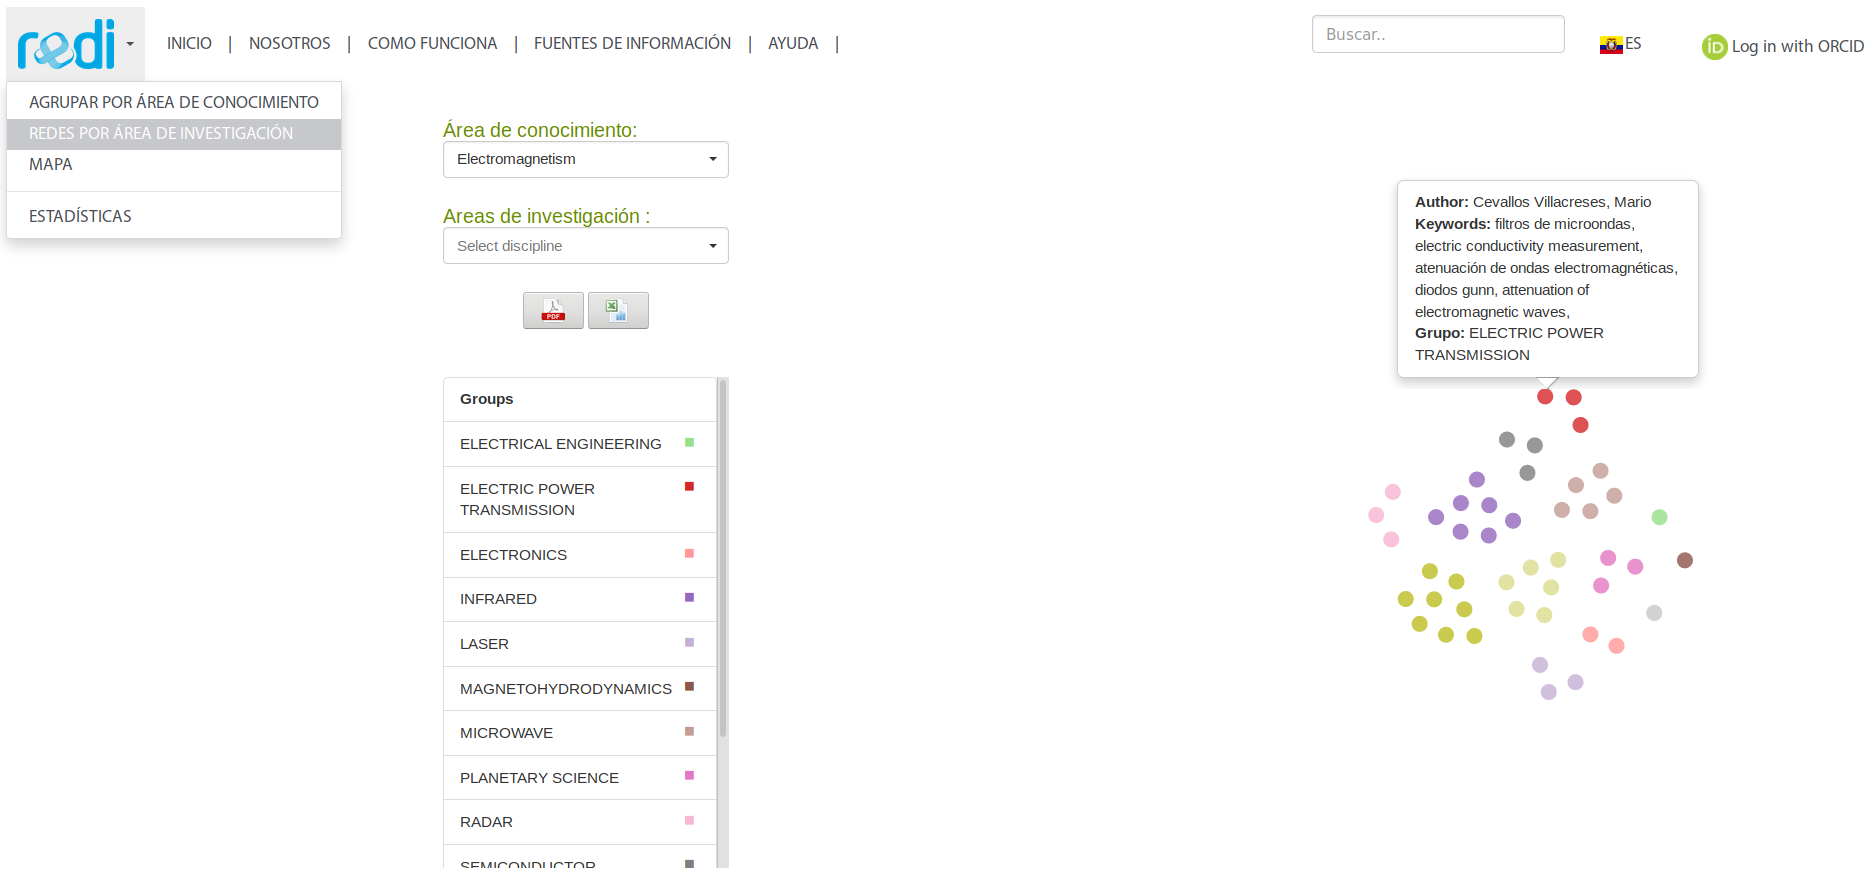 redi
INICIO | NOSOTROS | COMO FUNCIONA | FUENTES DE INFORMACIÓN | AYUDA |
Buscar..
ES
Log in with ORCID
iD
AGRUPAR POR ÁREA DE CONOCIMIENTO
REDES POR ÁREA DE INVESTIGACIÓN
MAPA
ESTADÍSTICAS
Área de conocimiento:
Electromagnetism
Areas de investigación :
Select discipline
PDF
Groups
ELECTRICAL ENGINEERING
ELECTRIC POWER
TRANSMISSION
ELECTRONICS
INFRARED
LASER
MAGNETOHYDRODYNAMICS
MICROWAVE
PLANETARY SCIENCE
RADAR
SEMICONDUCTOR
Author: Cevallos Villacreses, Mario
Keywords: filtros de microondas,
electric conductivity measurement,
atenuación de ondas electromagnéticas,
diodos gunn, attenuation of
electromagnetic waves,
Grupo: ELECTRIC POWER
TRANSMISSION